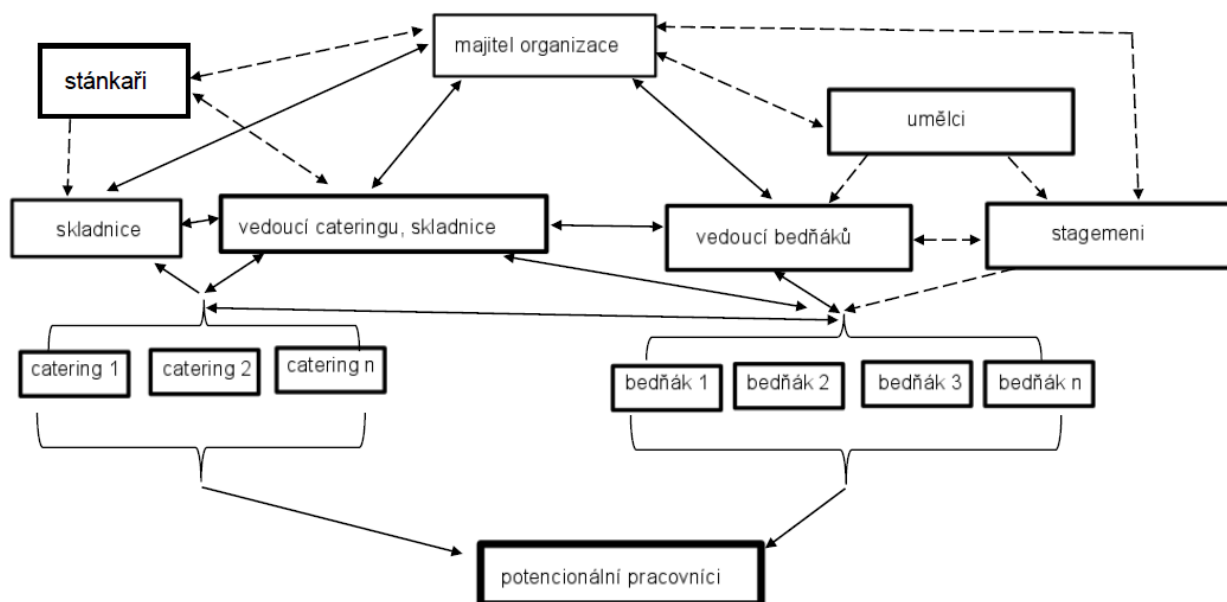 majitel organizace
stánkaři
umělci
skladnice
vedoucí cateringu, skladnice
vedoucí bedňáků
stagemeni
catering 1
catering 2
catering n
bedňák 1
bedňák 2
bedňák 3
bedňák n
potencionální pracovníci